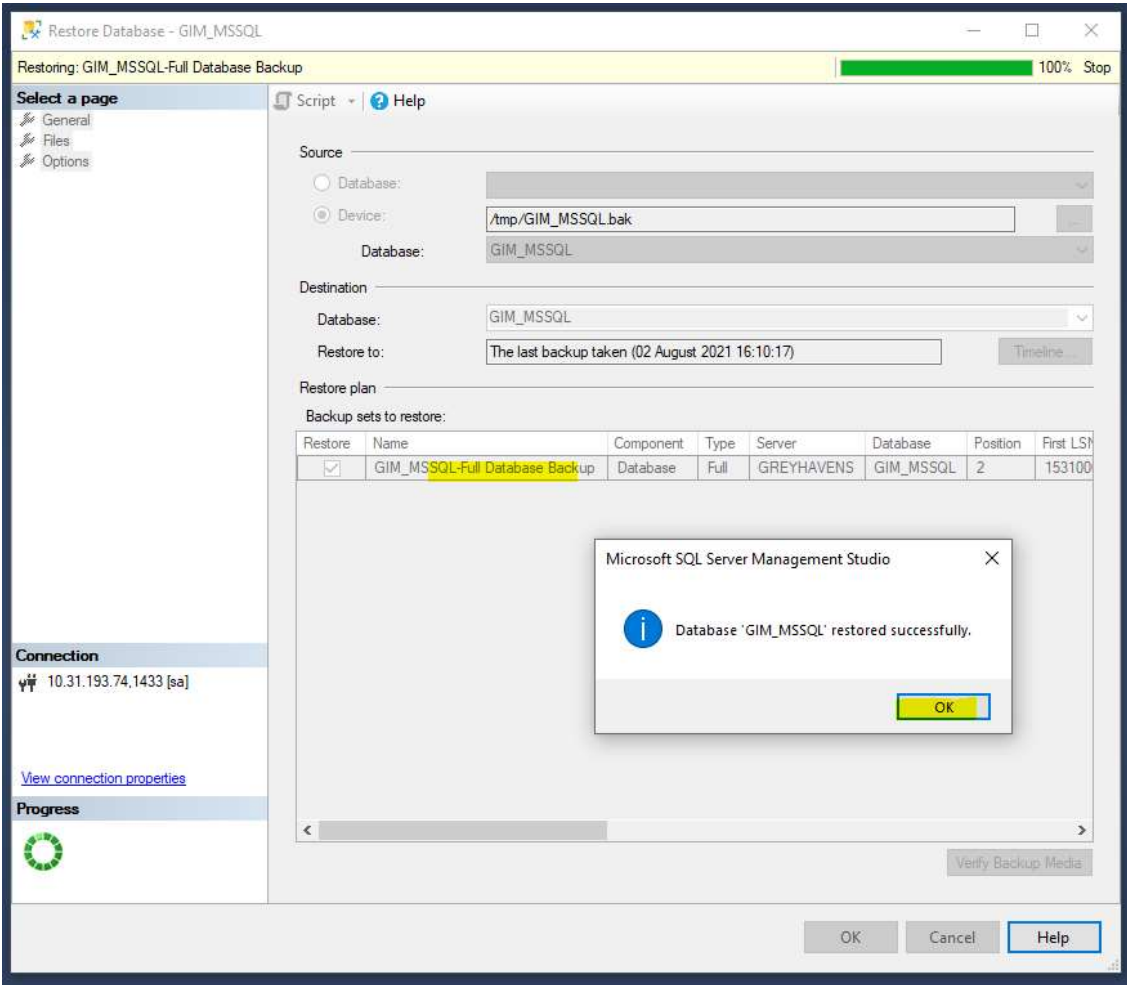 Restore Database - GIM_MSSQL
Restoring: GIM_MSSQL-Full Database Backup 100% Stop
Select a page
General
Files
Options
Script Help
Source
Database:
Device: /tmp/GIM_MSSQL.bak ...
Database: GIM_MSSQL
Destination
Database: GIM_MSSQL
Restore to: The last backup taken (02 August 2021 16:10:17) Timeline...
Restore plan
Backup sets to restore:
Restore Name Component Type Server Database Position First LSN
GIM_MSSQL-Full Database Backup Database Full GREYHAVENS GIM_MSSQL 2 153100
Microsoft SQL Server Management Studio
Database 'GIM_MSSQL' restored successfully.
OK
Connection
10.31.193.74,1433 [sa]
View connection properties
Progress
Verify Backup Media
OK Cancel Help